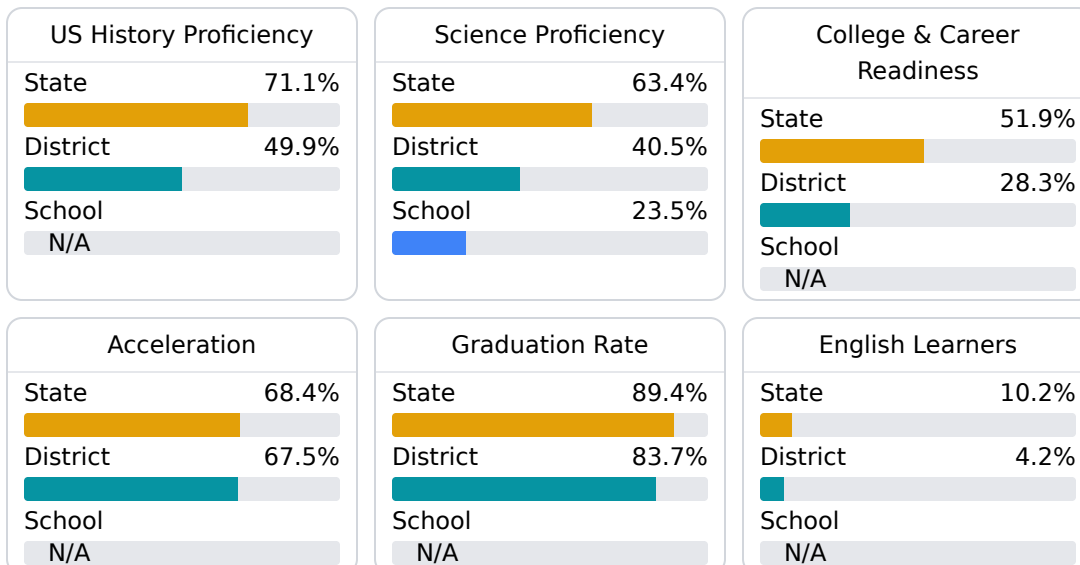 US History Proficiency
State 71.1%
District 49.9%
School
N/A
Science Proficiency
State 63.4%
District 40.5%
School 23.5%
College & Career
Readiness
State 51.9%
District 28.3%
School
N/A
Acceleration
State 68.4%
District 67.5%
School
N/A
Graduation Rate
State 89.4%
District 83.7%
School
N/A
English Learners
State 10.2%
District 4.2%
School
N/A